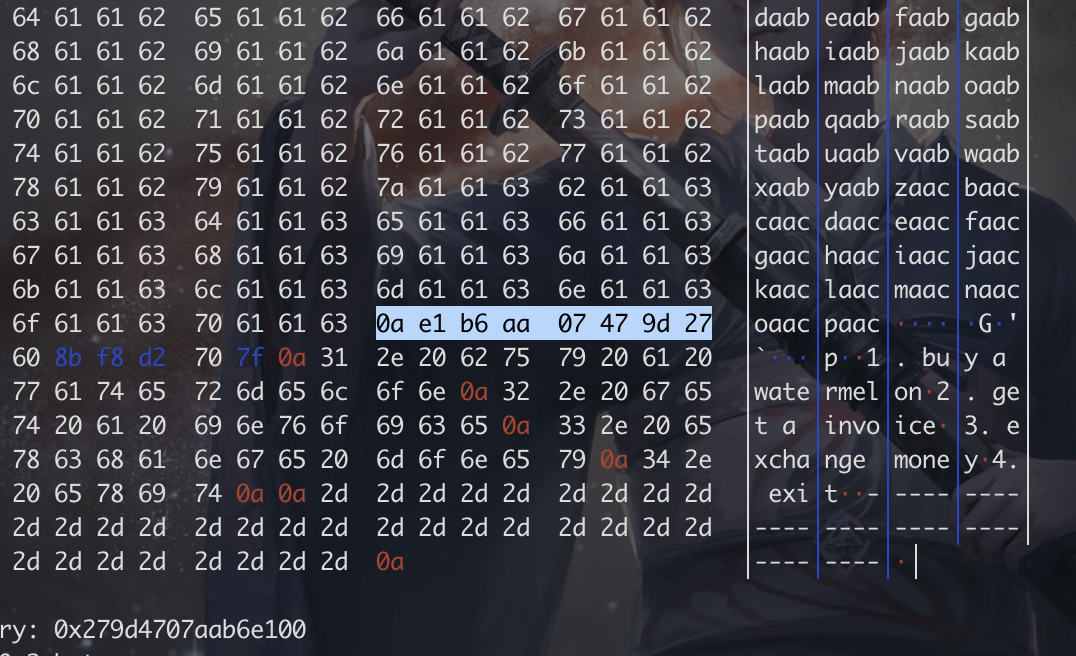 64 61 61 62 65 61 61 62 66 61 61 62 67 61 61 62 daab eaab faab gaab
68 61 61 62 69 61 61 62 6a 61 61 62 6b 61 61 62 haab iaab jaab kaab
6c 61 61 62 6d 61 61 62 6e 61 61 62 6f 61 61 62 laab maab naab oaab
70 61 61 62 71 61 61 62 72 61 61 62 73 61 61 62 paab qaab raab saab
74 61 61 62 75 61 61 62 76 61 61 62 77 61 61 62 taab uaab vaab waab
78 61 61 62 79 61 61 62 7a 61 61 63 62 61 61 63 xaab yaab zaac baac
63 61 61 63 64 61 61 63 65 61 61 63 66 61 61 63 caac daac eaac faac
67 61 61 63 68 61 61 63 69 61 61 63 6a 61 61 63 gaac haac iaac jaac
6b 61 61 63 6c 61 61 63 6d 61 61 63 6e 61 61 63 kaac laac maac naac
6f 61 61 63 70 61 61 63 0a e1 b6 aa 07 47 9d 27 oaac paac ···· ·G·'
60 8b f8 d2 70 7f 0a 31 2e 20 62 75 79 20 61 20 `··· p··1 . bu y a
77 61 74 65 72 6d 65 6c 6f 6e 0a 32 2e 20 67 65 wate rmel on·2 . ge
74 20 61 20 69 6e 76 6f 69 63 65 0a 33 2e 20 65 t a invo ice· 3. e
78 63 68 61 6e 67 65 20 6d 6f 6e 65 79 0a 34 2e xcha nge mone y·4.
20 65 78 69 74 0a 0a 2d 2d 2d 2d 2d 2d 2d 2d 2d exi t··- ---- ----
2d 2d 2d 2d 2d 2d 2d 2d 2d 2d 2d 2d 2d 2d 2d 2d ---- ---- ---- ----
2d 2d 2d 2d 2d 2d 2d 2d 0a ---- ---- ·
ry: 0x279d4707aab6e100